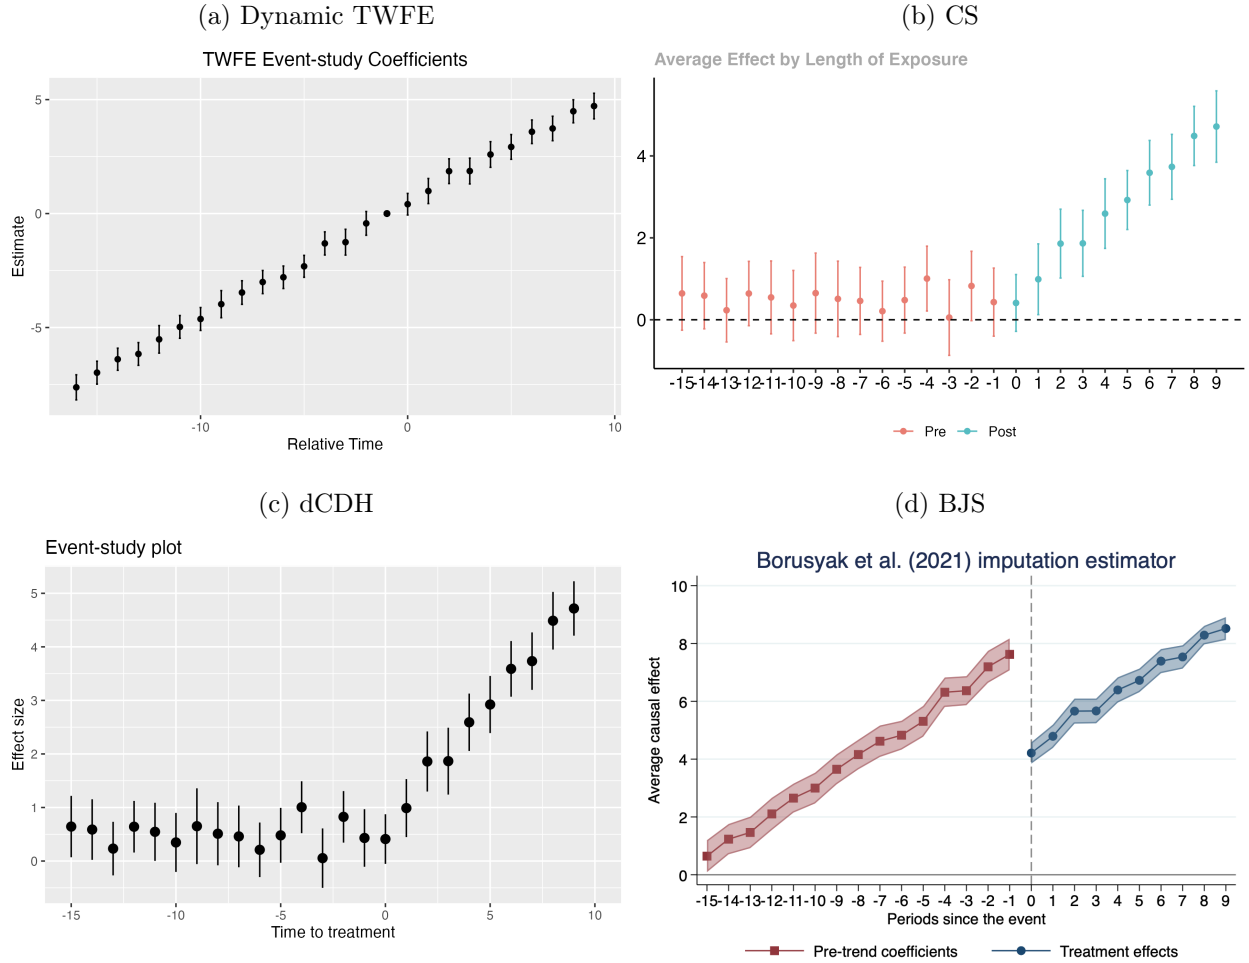 (a) Dynamic TWFE
TWFE Event-study Coefficients
5
0
-5
Estimate
-10 0 10
Relative Time
(b) CS
Average Effect by Length of Exposure
4
2
0
-15 -14 -13 -12 -11 -10 -9 -8 -7 -6 -5 -4 -3 -2 -1 0 1 2 3 4 5 6 7 8 9
Pre Post
(c) dCDH
Event-study plot
5
4
3
2
1
0
Effect size
-15 -10 -5 0 5 10
Time to treatment
(d) BJS
Borusyak et al. (2021) imputation estimator
10
8
6
4
2
0
Average causal effect
-15 -14 -13 -12 -11 -10 -9 -8 -7 -6 -5 -4 -3 -2 -1 0 1 2 3 4 5 6 7 8 9
Periods since the event
Pre-trend coefficients Treatment effects